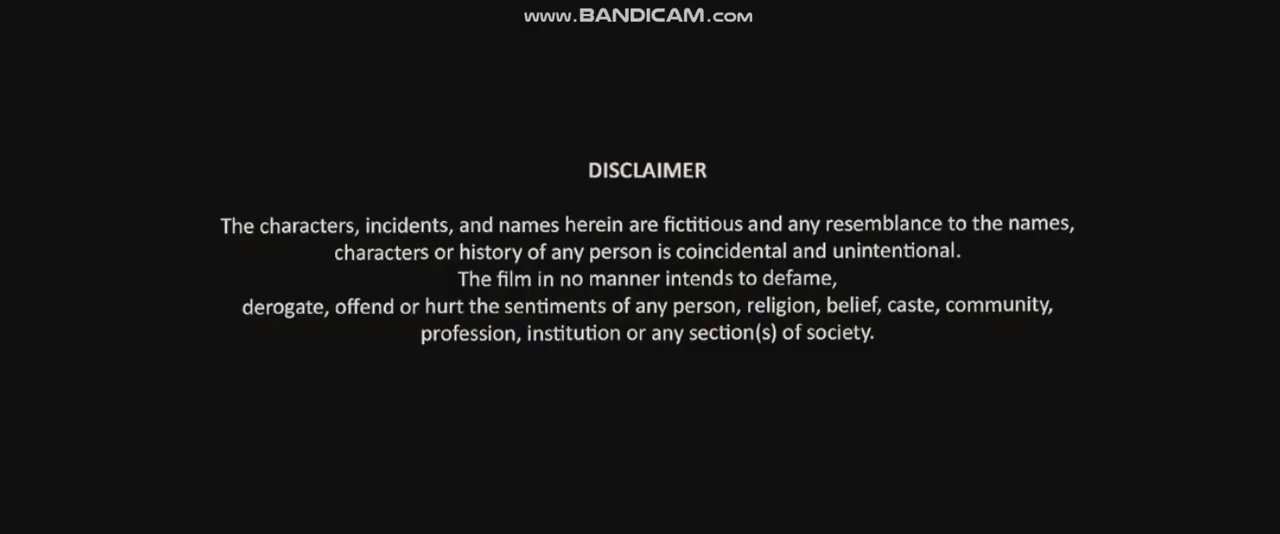 www.BANDICAM.com
DISCLAIMER
The characters, incidents, and names herein are fictitious and any resemblance to the names,
characters or history of any person is coincidental and unintentional.
The film in no manner intends to defame,
derogate, offend or hurt the sentiments of any person, religion, belief, caste, community,
profession, institution or any section(s) of society.